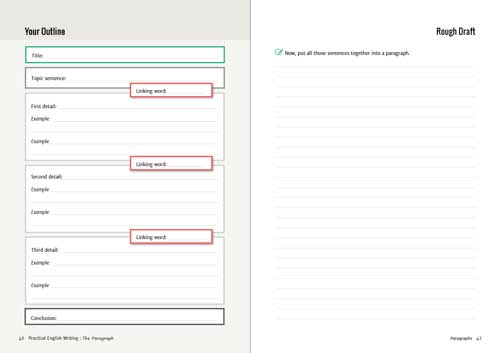 Your Outline
Title:
Topic sentence:
Linking word:
First detail:
Example
Example
Linking word:
Second detail:
Example
Example
Linking word:
Third detail:
Example
Example
Conclusion:
46 Practical English Writing : The Paragraph
Rough Draft
Now, put all those sentences together into a paragraph.
Paragraphs 47